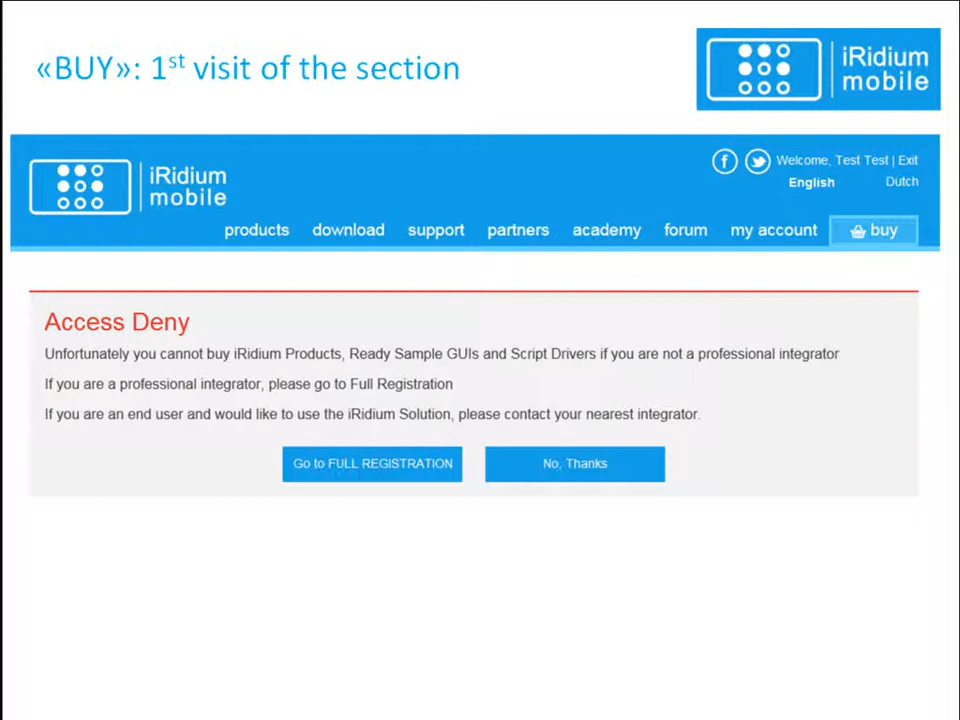 «BUY»: 1st visit of the section
iRidium
mobile
iRidium
mobile
Welcome, Test Test | Exit
English Dutch
products download support partners academy forum my account buy
Access Deny
Unfortunately you cannot buy iRidium Products, Ready Sample GUIs and Script Drivers if you are not a professional integrator
If you are a professional integrator, please go to Full Registration
If you are an end user and would like to use the iRidium Solution, please contact your nearest integrator.
Go to FULL REGISTRATION No, Thanks